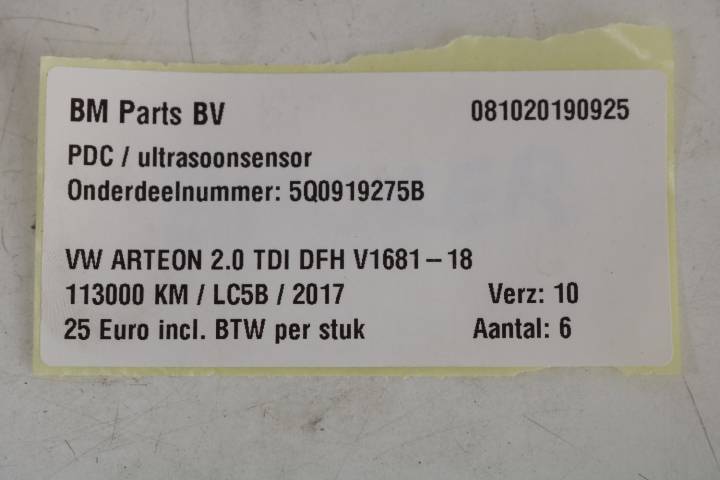 BM Parts BV 081020190925
PDC / ultrasoonsensor
Onderdeelnummer: 5Q0919275B
VW ARTEON 2.0 TDI DFH V1681-18
113000 KM / LC5B / 2017 Verz: 10
25 Euro incl. BTW per stuk Aantal: 6